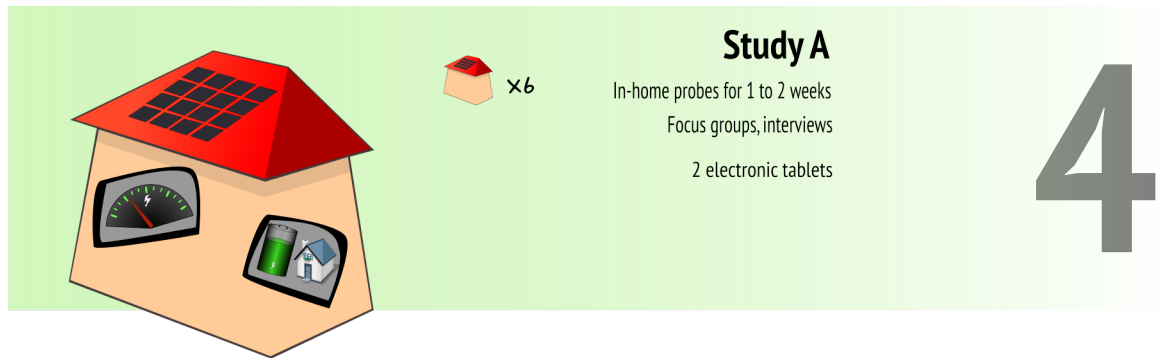 Study A
×6
In-home probes for 1 to 2 weeks
Focus groups, interviews
2 electronic tablets
4